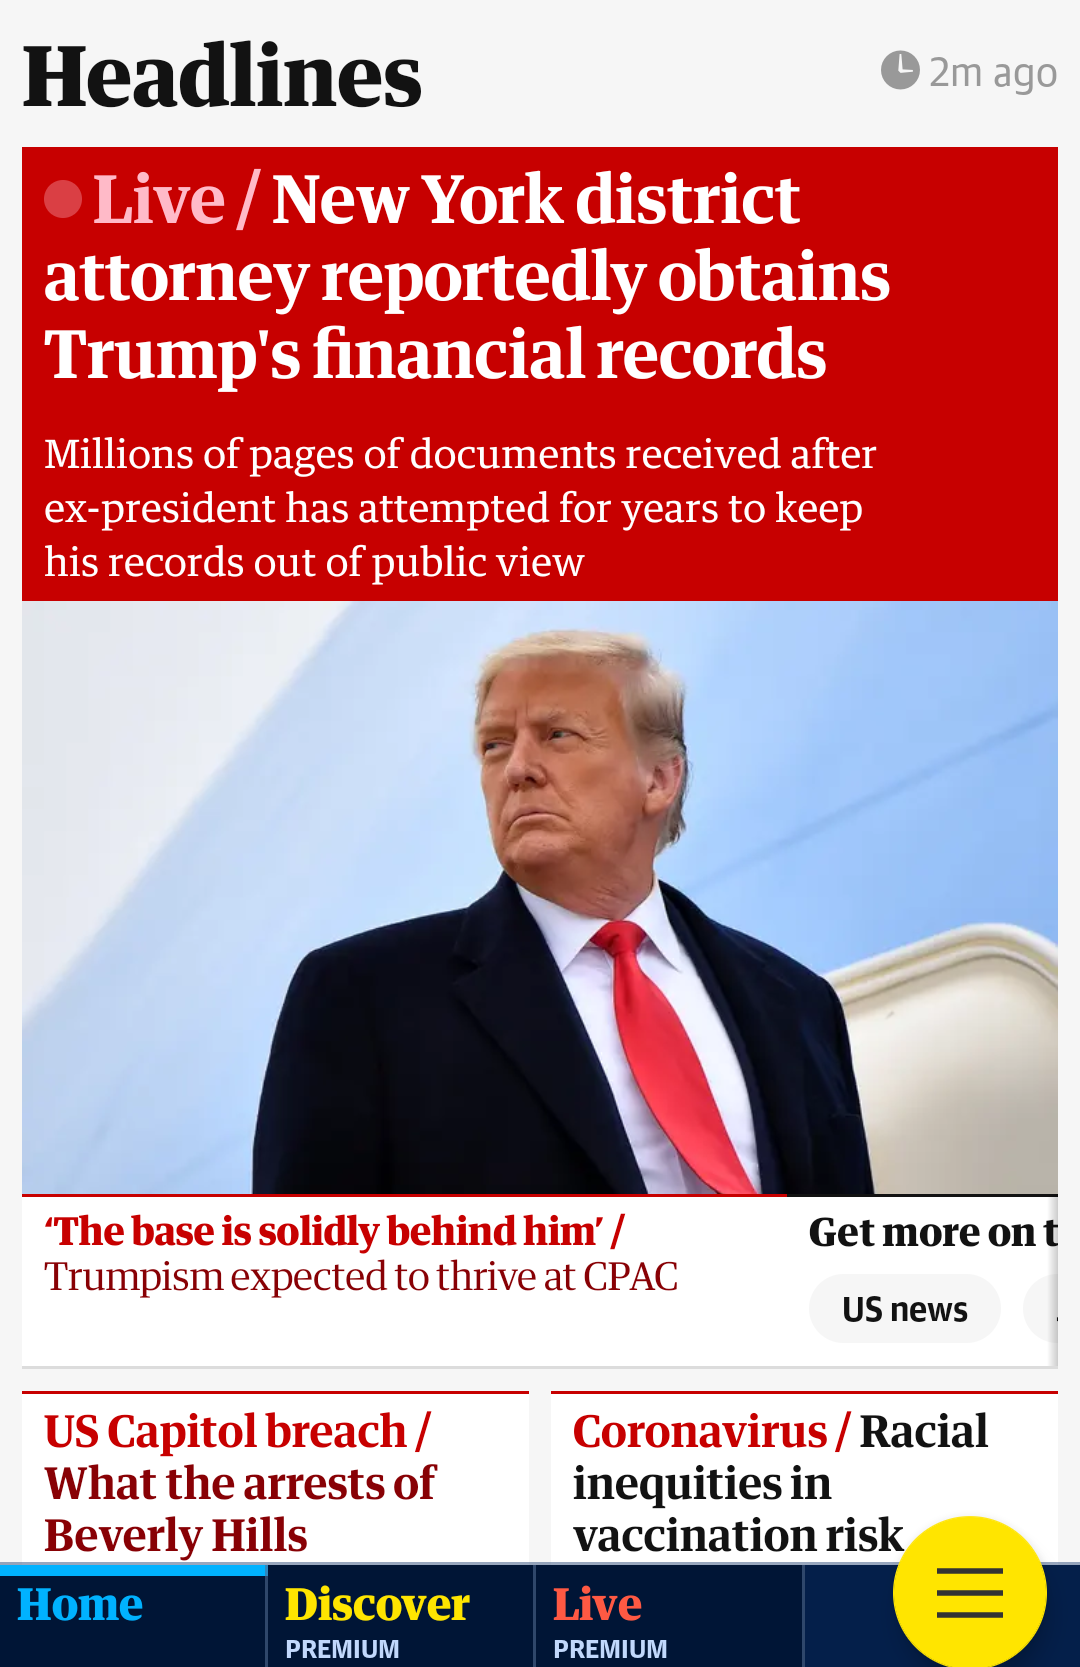 Headlines
2m ago
Live / New York district
attorney reportedly obtains
Trump's financial records
Millions of pages of documents received after
ex-president has attempted for years to keep
his records out of public view
‘The base is solidly behind him’ /
Trumpism expected to thrive at CPAC
Get more on t
US news
US Capitol breach /
What the arrests of
Beverly Hills
Coronavirus / Racial
inequities in
vaccination risk
Home
Discover
PREMIUM
Live
PREMIUM